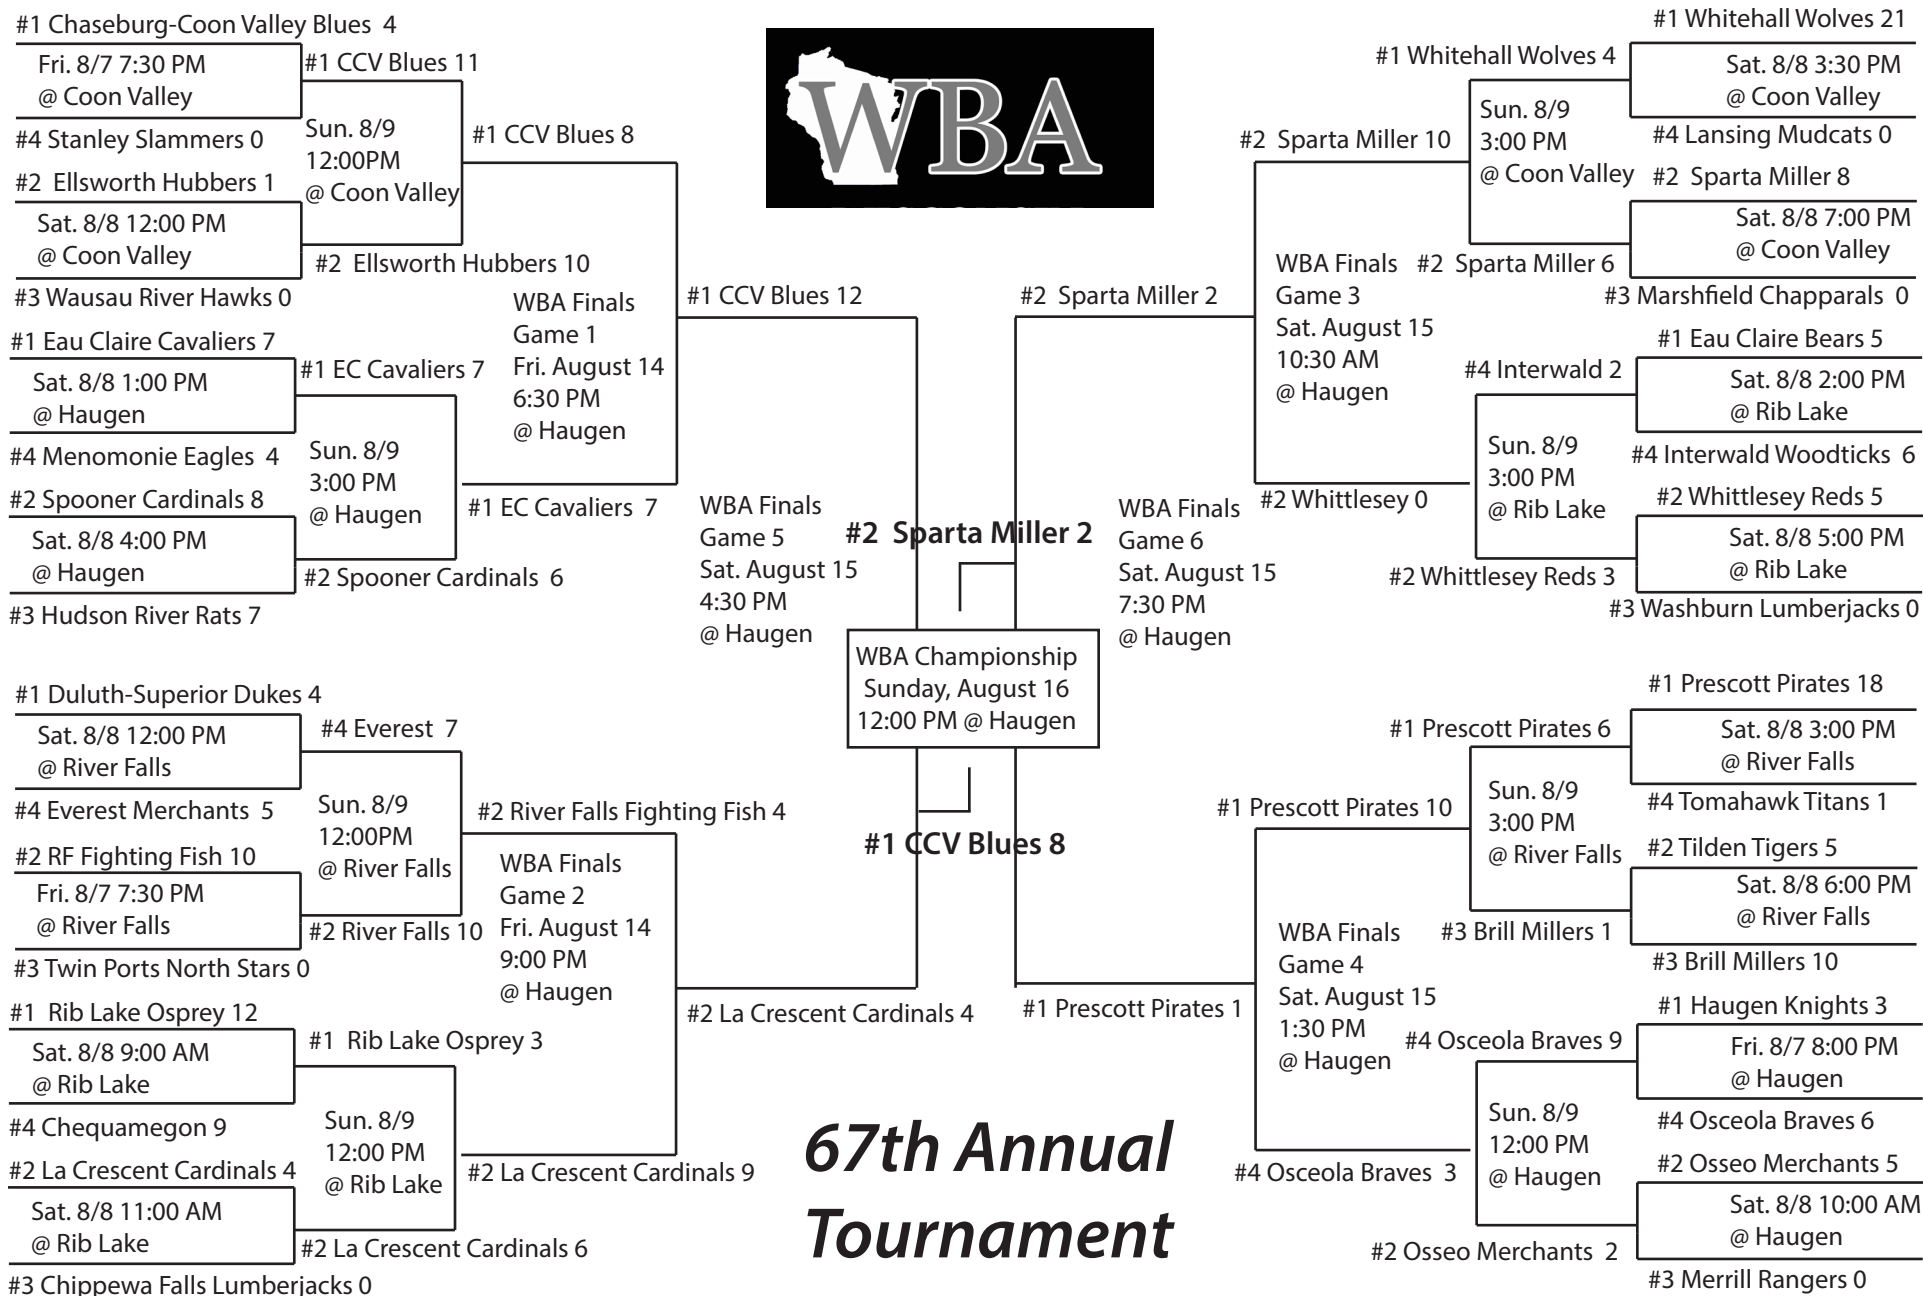 #1 Chaseburg-Coon Valley Blues 4
Fri. 8/7 7:30 PM
@ Coon Valley
#4 Stanley Slammers 0
#2 Ellsworth Hubbers 1
Sat. 8/8 12:00 PM
@ Coon Valley
#3 Wausau River Hawks 0
#1 Eau Claire Cavaliers 7
Sat. 8/8 1:00 PM
@ Haugen
#4 Menomonie Eagles 4
#2 Spooner Cardinals 8
Sat. 8/8 4:00 PM
@ Haugen
#3 Hudson River Rats 7
#1 CCV Blues 11
Sun. 8/9
12:00PM
@ Coon Valley
#2 Ellsworth Hubbers 10
#1 EC Cavaliers 7
Sun. 8/9
3:00 PM
@ Haugen
#2 Spooner Cardinals 6
#1 CCV Blues 8
WBA Finals
Game 1
Fri. August 14
6:30 PM
@ Haugen
#1 EC Cavaliers 7
#1 CCV Blues 12
WBA Finals
Game 5
Sat. August 15
4:30 PM
@ Haugen
#1 Duluth-Superior Dukes 4
Sat. 8/8 12:00 PM
@ River Falls
#4 Everest Merchants 5
#2 RF Fighting Fish 10
Fri. 8/7 7:30 PM
@ River Falls
#3 Twin Ports North Stars 0
#1 Rib Lake Osprey 12
Sat. 8/8 9:00 AM
@ Rib Lake
#4 Chequamegon 9
#2 La Crescent Cardinals 4
Sat. 8/8 11:00 AM
@ Rib Lake
#3 Chippewa Falls Lumberjacks 0
#4 Everest 7
Sun. 8/9
12:00PM
@ River Falls
#2 River Falls 10
#1 Rib Lake Osprey 3
Sun. 8/9
12:00 PM
@ Rib Lake
#2 La Crescent Cardinals 6
#2 River Falls Fighting Fish 4
WBA Finals
Game 2
Fri. August 14
9:00 PM
@ Haugen
#2 La Crescent Cardinals 9
#2 La Crescent Cardinals 4
WBA
#2 Sparta Miller 2
WBA Championship
Sunday, August 16
12:00 PM @ Haugen
#1 CCV Blues 8
67th Annual
Tournament
#2 Sparta Miller 2
WBA Finals
Game 6
Sat. August 15
7:30 PM
@ Haugen
#1 Prescott Pirates 1
#2 Sparta Miller 10
WBA Finals
Game 3
Sat. August 15
10:30 AM
@ Haugen
#2 Whittlesey 0
#1 Whitehall Wolves 4
Sun. 8/9
3:00 PM
@ Coon Valley
#2 Sparta Miller 6
#4 Interwald 2
Sun. 8/9
3:00 PM
@ Rib Lake
#2 Whittlesey Reds 3
#1 Whitehall Wolves 21
Sat. 8/8 3:30 PM
@ Coon Valley
#4 Lansing Mudcats 0
#2 Sparta Miller 8
Sat. 8/8 7:00 PM
@ Coon Valley
#3 Marshfield Chapparals 0
#1 Eau Claire Bears 5
Sat. 8/8 2:00 PM
@ Rib Lake
#4 Interwald Woodticks 6
#2 Whittlesey Reds 5
Sat. 8/8 5:00 PM
@ Rib Lake
#3 Washburn Lumberjacks 0
#1 Prescott Pirates 10
WBA Finals
Game 4
Sat. August 15
1:30 PM
@ Haugen
#4 Osceola Braves 3
#1 Prescott Pirates 6
Sun. 8/9
3:00 PM
@ River Falls
#3 Brill Millers 1
#4 Osceola Braves 9
Sun. 8/9
12:00 PM
@ Haugen
#2 Osseo Merchants 2
#1 Prescott Pirates 18
Sat. 8/8 3:00 PM
@ River Falls
#4 Tomahawk Titans 1
#2 Tilden Tigers 5
Sat. 8/8 6:00 PM
@ River Falls
#3 Brill Millers 10
#1 Haugen Knights 3
Fri. 8/7 8:00 PM
@ Haugen
#4 Osceola Braves 6
#2 Osseo Merchants 5
Sat. 8/8 10:00 AM
@ Haugen
#3 Merrill Rangers 0